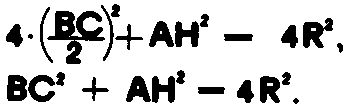 4·(BC/2)²+ AH² — 4R²,
BC² + AH² — 4R².